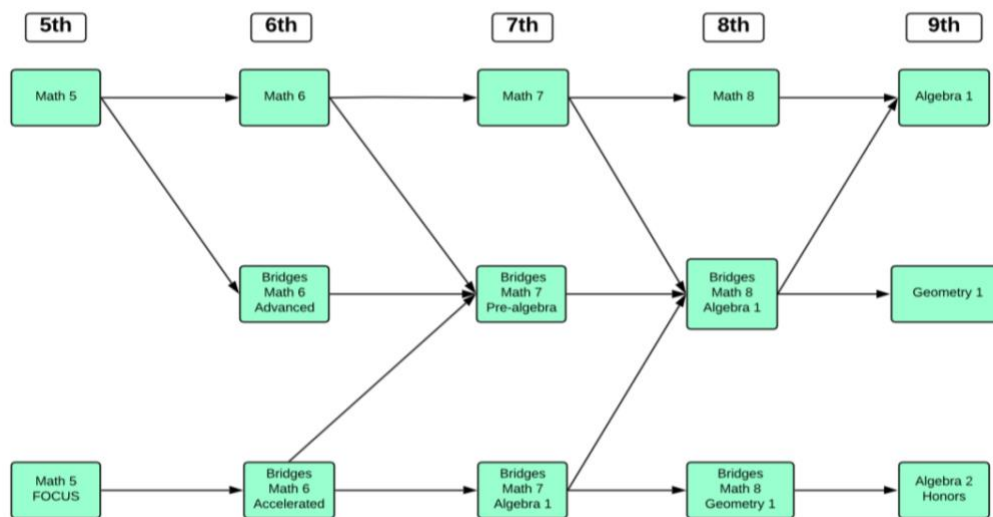 5th
6th
7th
8th
9th
Math 5
Math 6
Math 7
Math 8
Algebra 1
Bridges
Math 6
Advanced
Bridges
Math 7
Pre-algebra
Bridges
Math 8
Algebra 1
Geometry 1
Math 5
FOCUS
Bridges
Math 6
Accelerated
Bridges
Math 7
Algebra 1
Bridges
Math 8
Geometry 1
Algebra 2
Honors